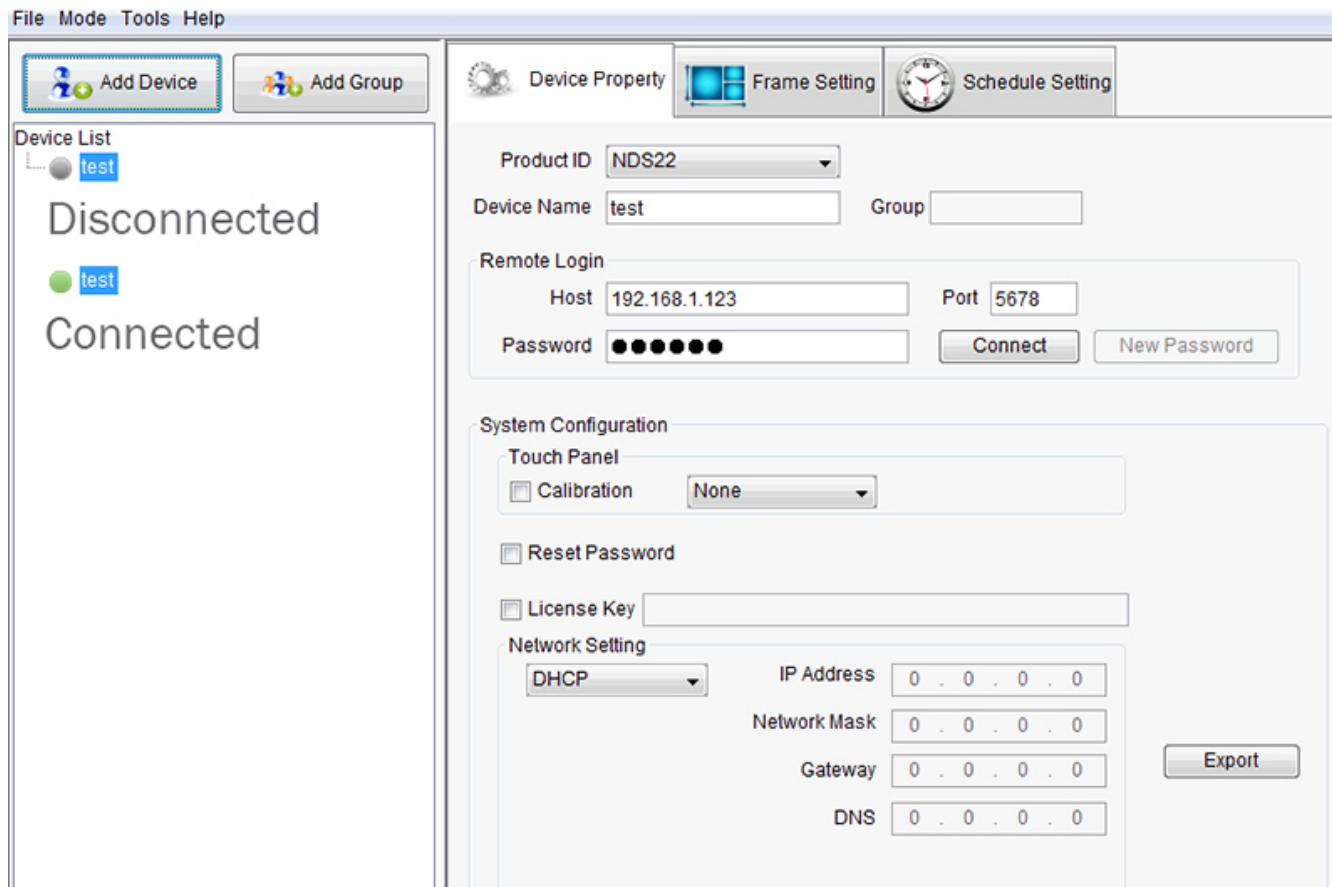 File Mode Tools Help
Add Device Add Group
Device Property Frame Setting Schedule Setting
Device List
test
Disconnected
test
Connected
Product ID NDS22
Device Name test Group
Remote Login
Host 192.168.1.123 Port 5678
Password ●●●●●● Connect New Password
System Configuration
Touch Panel
Calibration None
Reset Password
License Key
Network Setting
DHCP IP Address 0 . 0 . 0 . 0
Network Mask 0 . 0 . 0 . 0
Gateway 0 . 0 . 0 . 0
Export
DNS 0 . 0 . 0 . 0